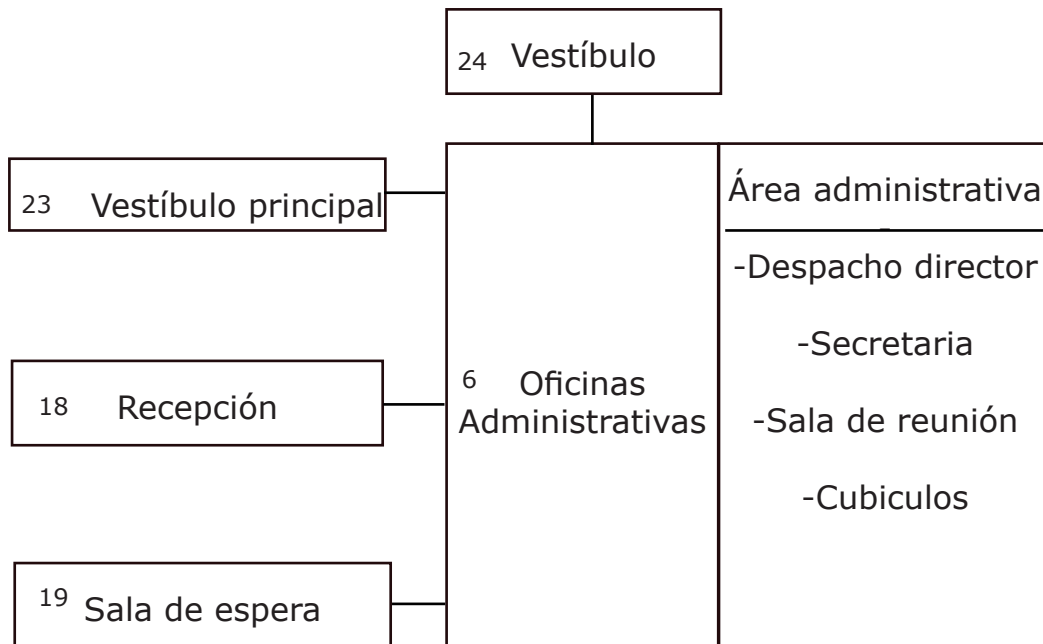 24 Vestíbulo
23 Vestíbulo principal
18 Recepción
19 Sala de espera
6 Oficinas
Administrativas
Área administrativa
-
-Despacho director
-Secretaria
-Sala de reunión
-Cubiculos